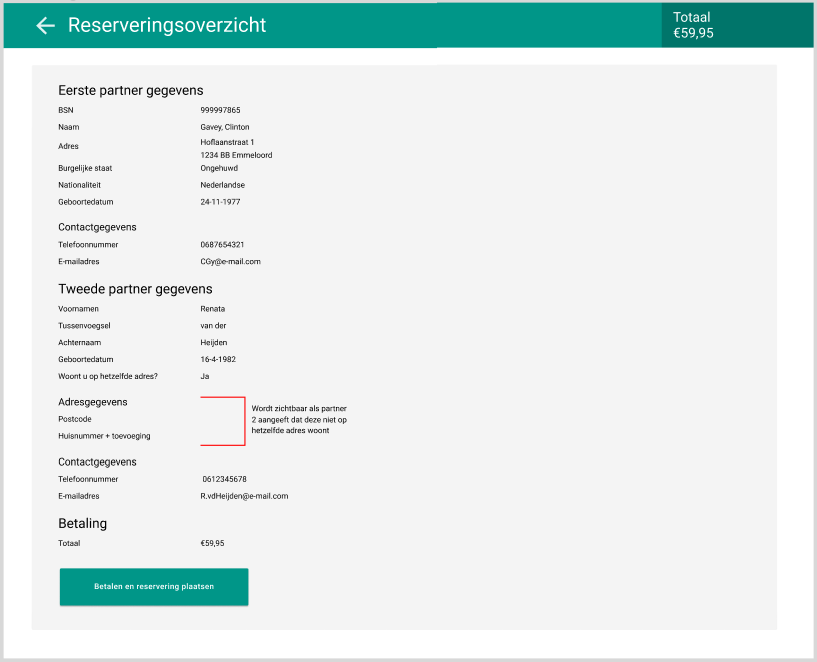 Reserveringsoverzicht
Totaal
€59,95
Eerste partner gegevens
BSN 999997865
Naam Gavey, Clinton
Adres Hoflaanstraat 1
1234 BB Emmeloord
Burgelijke staat Ongehuwd
Nationaliteit Nederlandse
Geboortedatum 24-11-1977
Contactgegevens
Telefoonnummer 0687654321
E-mailadres CGy@e-mail.com
Tweede partner gegevens
Voornamen Renata
Tussenvoegsel van der
Achternaam Heijden
Geboortedatum 16-4-1982
Woont u op hetzelfde adres? Ja
Adresgegevens
Postcode
Huisnummer + toevoeging
Wordt zichtbaar als partner
2 aangeeft dat deze niet op
hetzelfde adres woont
Contactgegevens
Telefoonnummer 0612345678
E-mailadres R.vdHeijden@e-mail.com
Betaling
Totaal €59,95
Betalen en reservering plaatsen